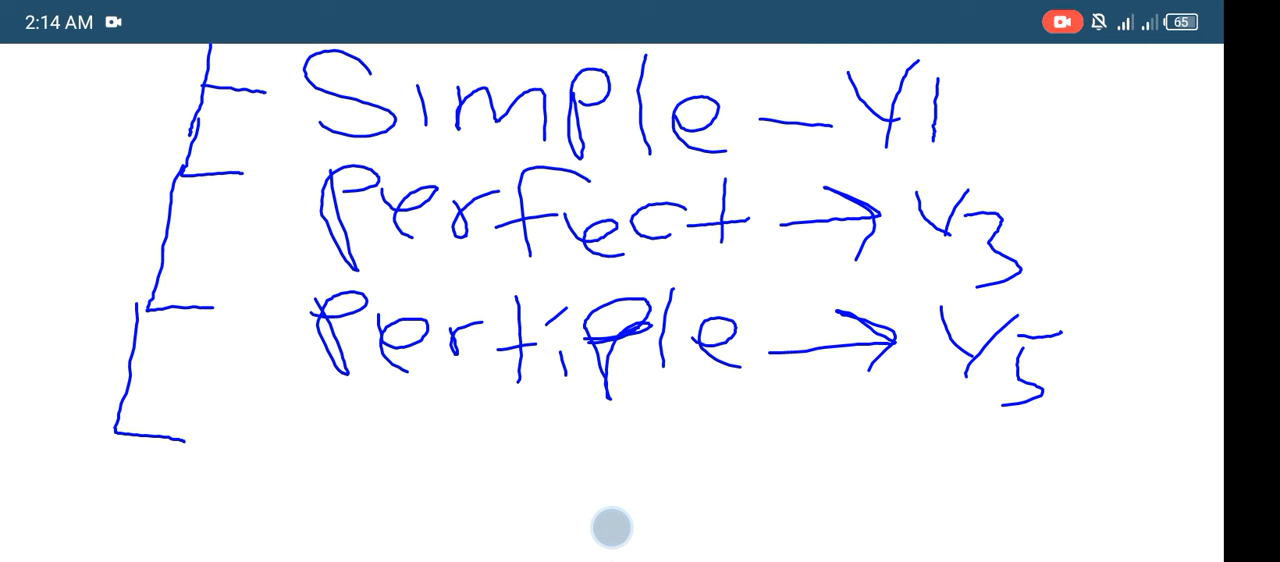 2:14 AM 65
Simple – V1
Perfect → V3
Pertiple → V5